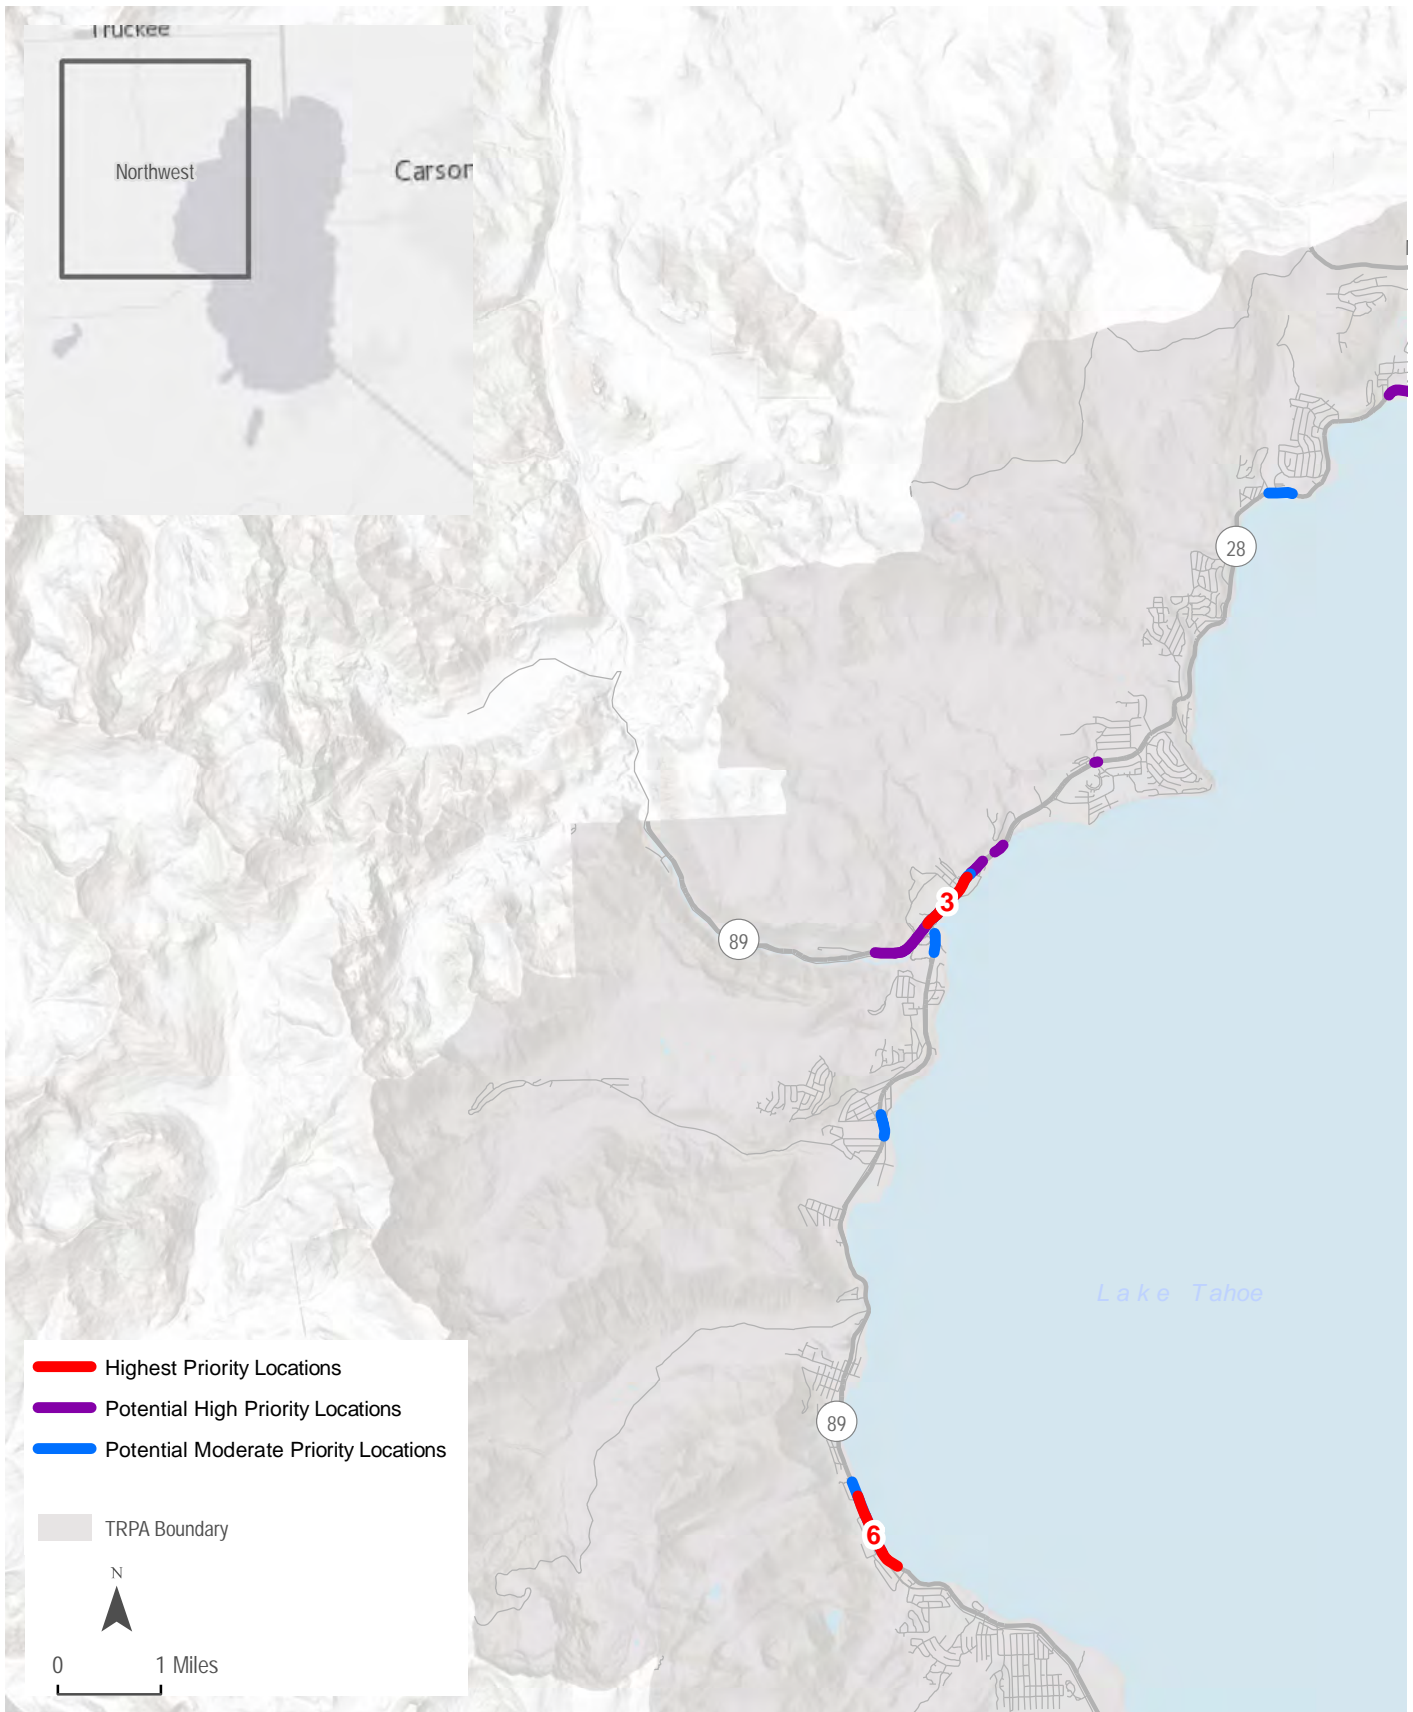 Truckee
Northwest
Carson
28
3
89
Lake Tahoe
89
6
Highest Priority Locations
Potential High Priority Locations
Potential Moderate Priority Locations
TRPA Boundary
N
0 1 Miles